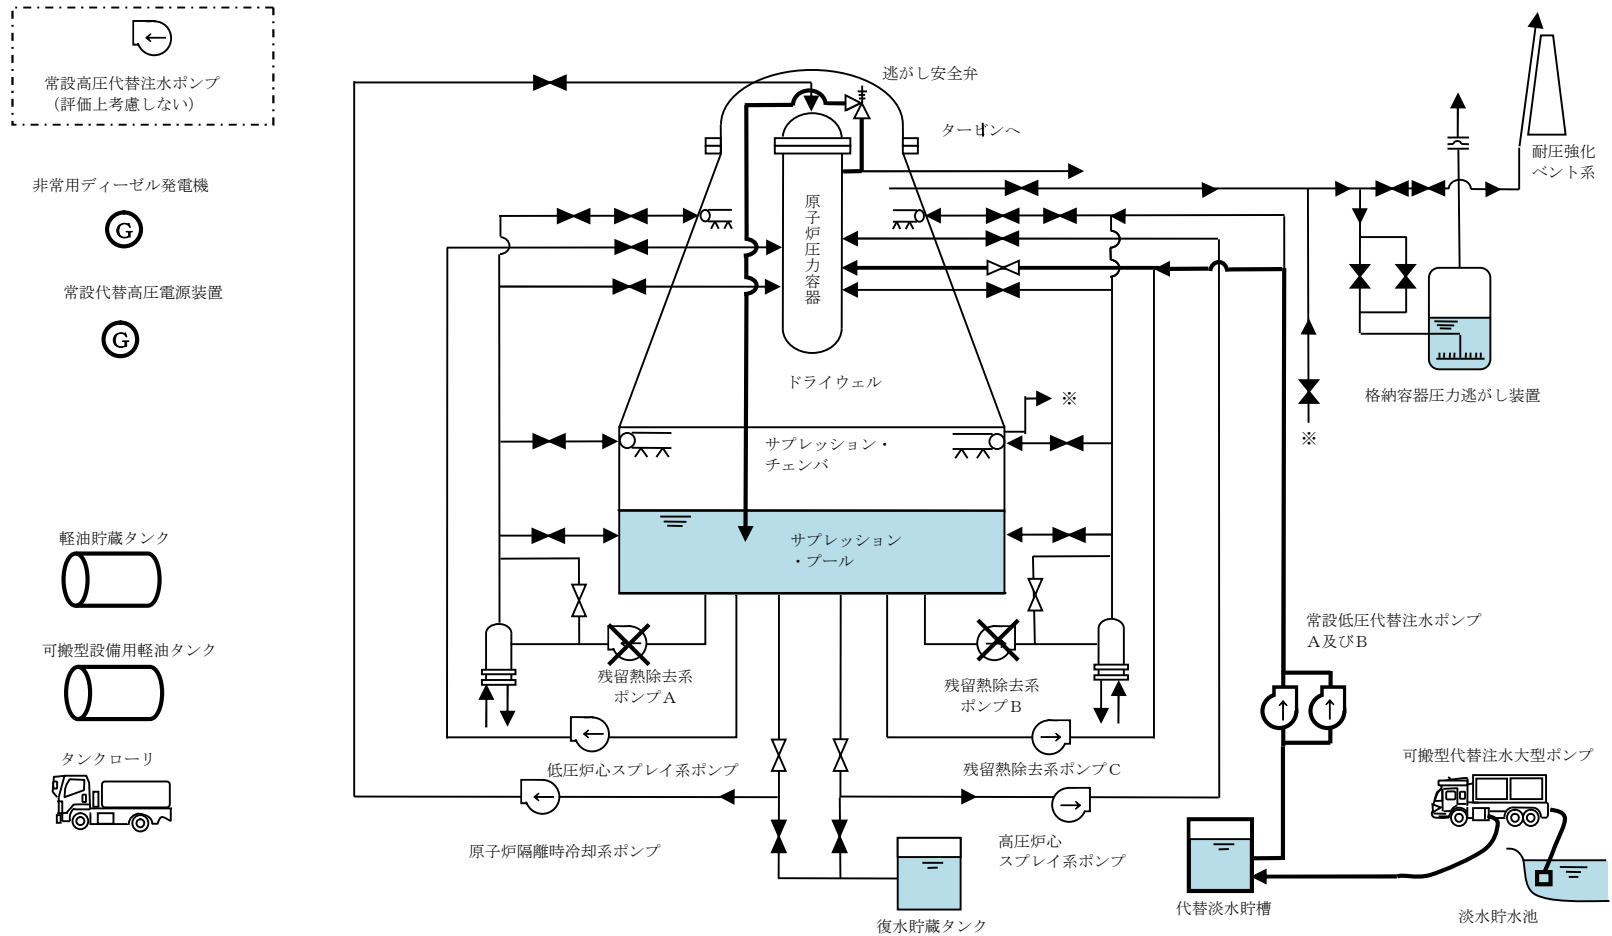 常設高圧代替注水ポンプ
（評価上考慮しない）
非常用ディーゼル発電機
G
常設代替高圧電源装置
G
軽油貯蔵タンク
可搬型設備用軽油タンク
タンクローリ
逃がし安全弁
タービンへ
原子炉圧力容器
ドライウェル
※
サプレッション・
チェンバ
サプレッション
・プール
残留熱除去系
ポンプA
残留熱除去系
ポンプB
低圧炉心スプレイ系ポンプ
残留熱除去系ポンプC
原子炉隔離時冷却系ポンプ
高圧炉心
スプレイ系ポンプ
復水貯蔵タンク
耐圧強化
ベント系
格納容器圧力逃がし装置
※
常設低圧代替注水ポンプ
A及びB
可搬型代替注水大型ポンプ
代替淡水貯槽
淡水貯水池